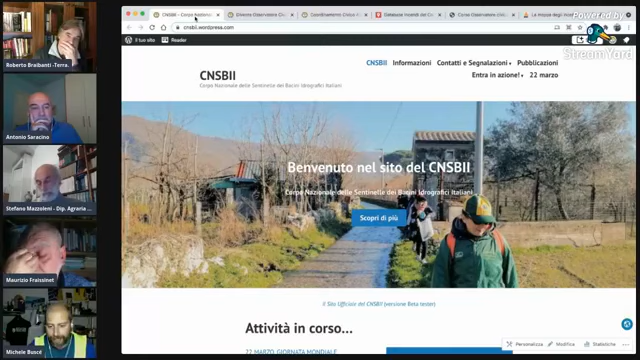 Roberto Braibanti -Terra.
Antonio Saracino
Stefano Mazzoleni - Dip. Agraria ...
Maurizio Fraissinet
Michele Buscè
cnsbii.wordpress.com
Il tuo sito
Reader
Powered by
StreamYard
CNSBII
Corpo Nazionale delle Sentinelle dei Bacini Idrografici Italiani
CNSBII Informazioni Contatti e Segnalazioni Pubblicazioni
Entra in azione! 22 marzo
Benvenuto nel sito del CNSBII
Corpo Nazionale delle Sentinelle dei Bacini Idrografici Italiani
Scopri di più
Il Sito Ufficiale del CNSBII (versione Beta tester)
Attività in corso...
22 MARZO, GIORNATA MONDIALE
Personalizza Modifica Statistiche